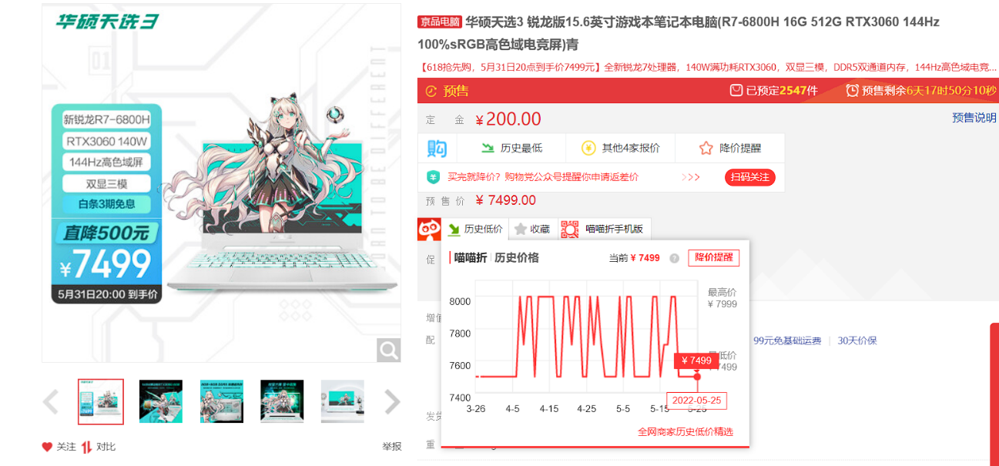 华硕天选3
01
新锐龙R7-6800H
RTX3060 140W
144Hz高色域屏
双显三模
白条3期免息
直降500元
¥7499
5月31日20:00 到手价
关注
对比
举报
京品电脑 华硕天选3 锐龙版15.6英寸游戏本笔记本电脑(R7-6800H 16G 512G RTX3060 144Hz
100%sRGB高色域电竞屏)青
【618抢先购，5月31日20点到手价7499元】全新锐龙7处理器，140W满功耗RTX3060，双显三模，DDR5双通道内存，144Hz高色域电竞...
预售 已预定2547件 预售剩余6天17时50分10秒
定 金 ¥200.00 预售说明
购 历史最低 其他4家报价 降价提醒
买完就降价？购物党公众号提醒你申请返差价 >>> 扫码关注
预 售 价 ¥ 7499.00
历史低价 收藏 喵喵折手机版
促
喵喵折 历史价格 当前 ¥ 7499 ? 降价提醒
8000
7800
7600
7400
3-26 4-5 4-15 4-25 5-5 5-15 5-25
最高价
¥ 7999
最低价
7499
¥ 7499
2022-05-25
全网商家历史低价精选
增值
配
99元免基础运费 | 30天价保
发货
重